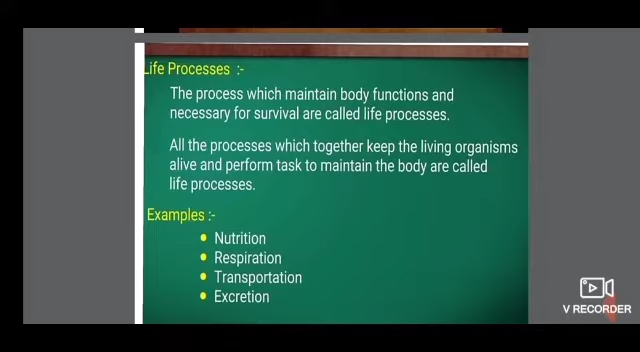 Life Processes :-
The process which maintain body functions and
necessary for survival are called life processes.
All the processes which together keep the living organisms
alive and perform task to maintain the body are called
life processes.
Examples :-
Nutrition
Respiration
Transportation
Excretion
V RECORDER